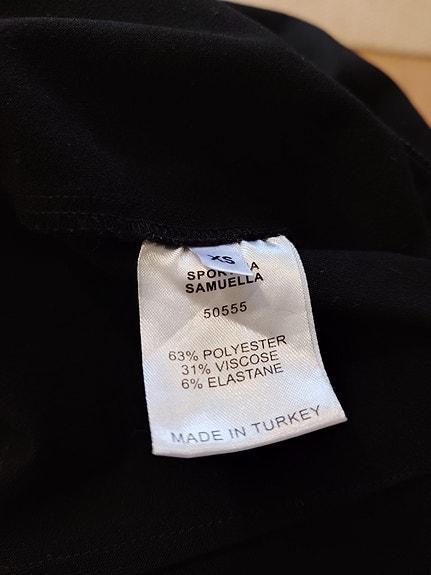 XS
SAMUELLA
50555
63% POLYESTER
31% VISCOSE
6% ELASTANE
MADE IN TURKEY